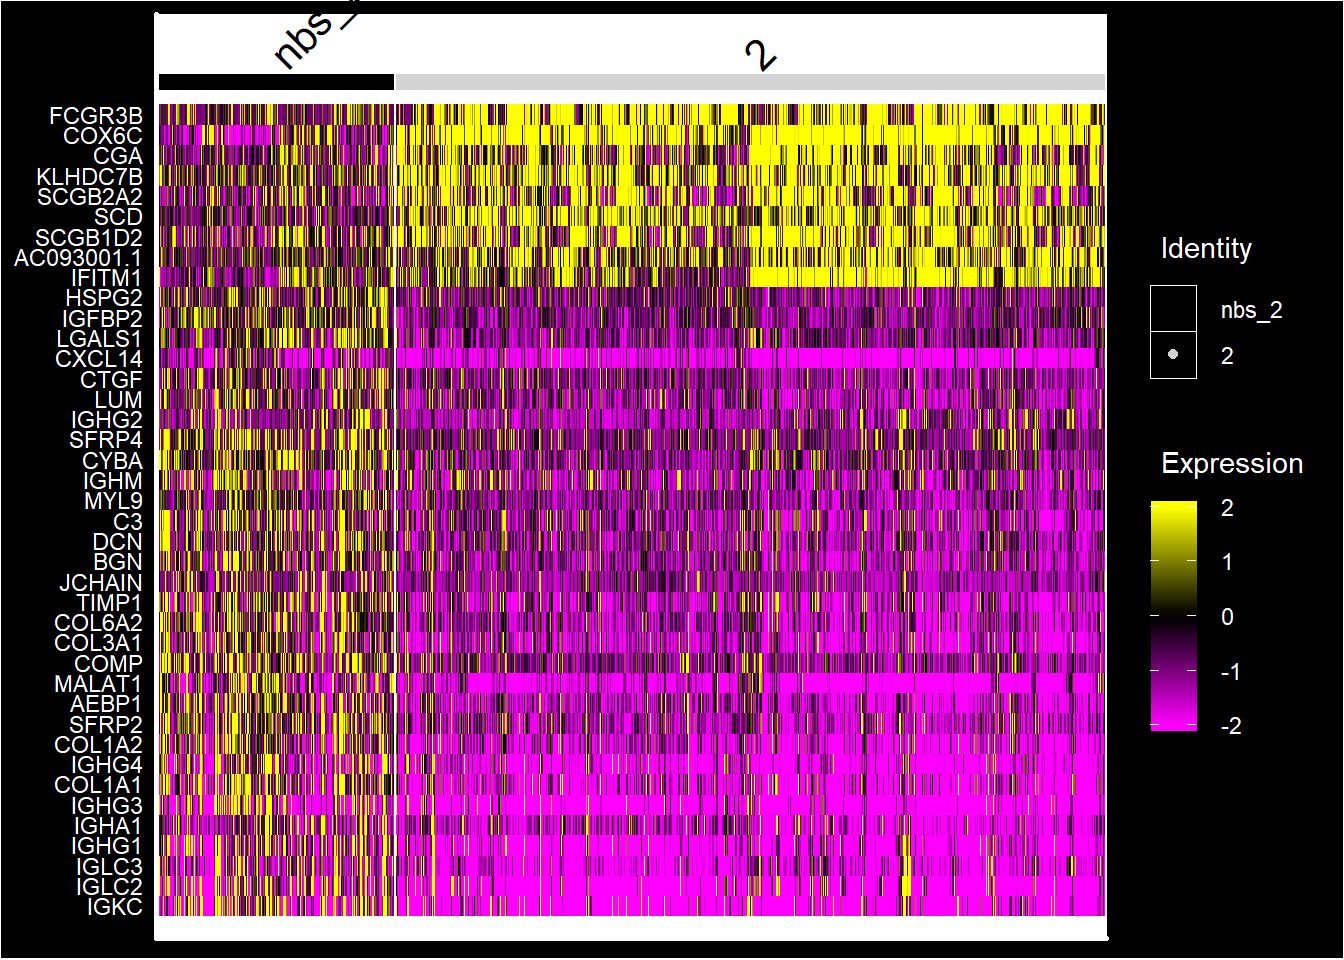 nbs_
2
FCGR3B
COX6C
CGA
KLHDC7B
SCGB2A2
SCD
SCGB1D2
AC093001.1
IFITM1
HSPG2
IGFBP2
LGALS1
CXCL14
CTGF
LUM
IGHG2
SFRP4
CYBA
IGHM
MYL9
C3
DCN
BGN
JCHAIN
TIMP1
COL6A2
COL3A1
COMP
MALAT1
AEBP1
SFRP2
COL1A2
IGHG4
COL1A1
IGHG3
IGHA1
IGHG1
IGLC3
IGLC2
IGKC
Identity
nbs_2
2
Expression
2
1
0
-1
-2